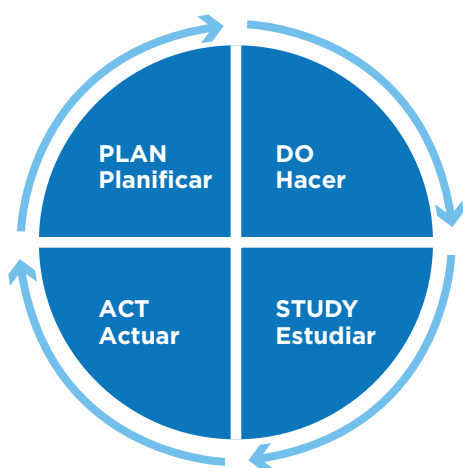 PLAN
Planificar
DO
Hacer
ACT
Actuar
STUDY
Estudiar